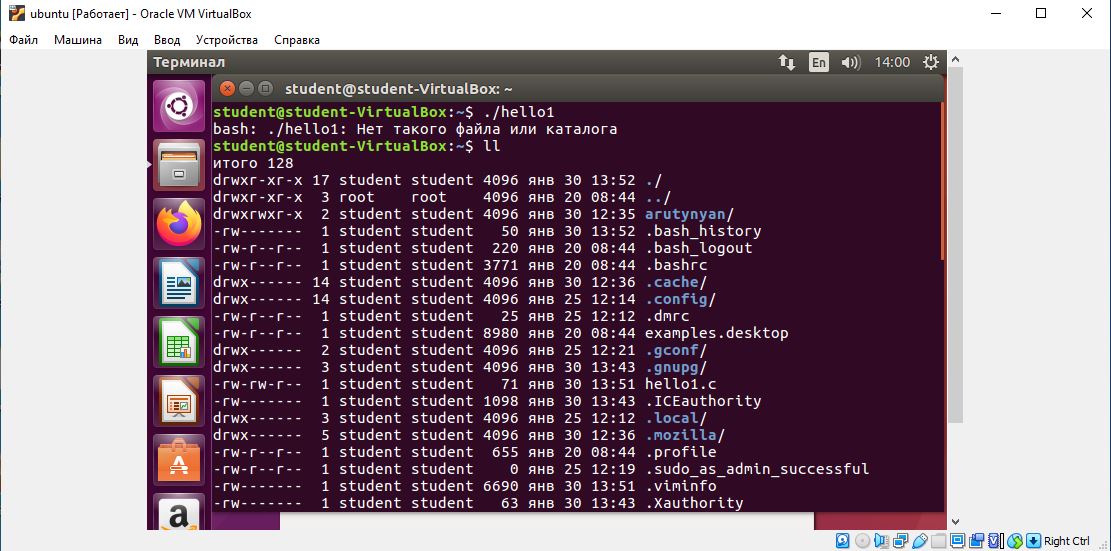 ubuntu [Работает] - Oracle VM VirtualBox
Файл Машина Вид Ввод Устройства Справка
Терминал En 14:00
student@student-VirtualBox: ~
student@student-VirtualBox:~$ ./hello1
bash: ./hello1: Нет такого файла или каталога
student@student-VirtualBox:~$ ll
итого 128
drwxr-xr-x 17 student student 4096 янв 30 13:52 ./
drwxr-xr-x  3 root    root    4096 янв 20 08:44 ../
drwxrwxr-x  2 student student 4096 янв 30 12:35 arutynyan/
-rw-------  1 student student   50 янв 30 13:52 .bash_history
-rw-r--r--  1 student student  220 янв 20 08:44 .bash_logout
-rw-r--r--  1 student student 3771 янв 20 08:44 .bashrc
drwx------ 14 student student 4096 янв 30 12:36 .cache/
drwx------ 14 student student 4096 янв 25 12:14 .config/
-rw-r--r--  1 student student   25 янв 25 12:12 .dmrc
-rw-r--r--  1 student student 8980 янв 20 08:44 examples.desktop
drwx------  2 student student 4096 янв 25 12:21 .gconf/
drwx------  3 student student 4096 янв 30 13:43 .gnupg/
-rw-rw-r--  1 student student   71 янв 30 13:51 hello1.c
-rw-------  1 student student 1098 янв 30 13:43 .ICEauthority
drwx------  3 student student 4096 янв 25 12:12 .local/
drwx------  5 student student 4096 янв 30 12:36 .mozilla/
-rw-r--r--  1 student student  655 янв 20 08:44 .profile
-rw-r--r--  1 student student    0 янв 25 12:19 .sudo_as_admin_successful
-rw-------  1 student student 6690 янв 30 13:51 .viminfo
-rw-------  1 student student   63 янв 30 13:43 .Xauthority
a
Right Ctrl